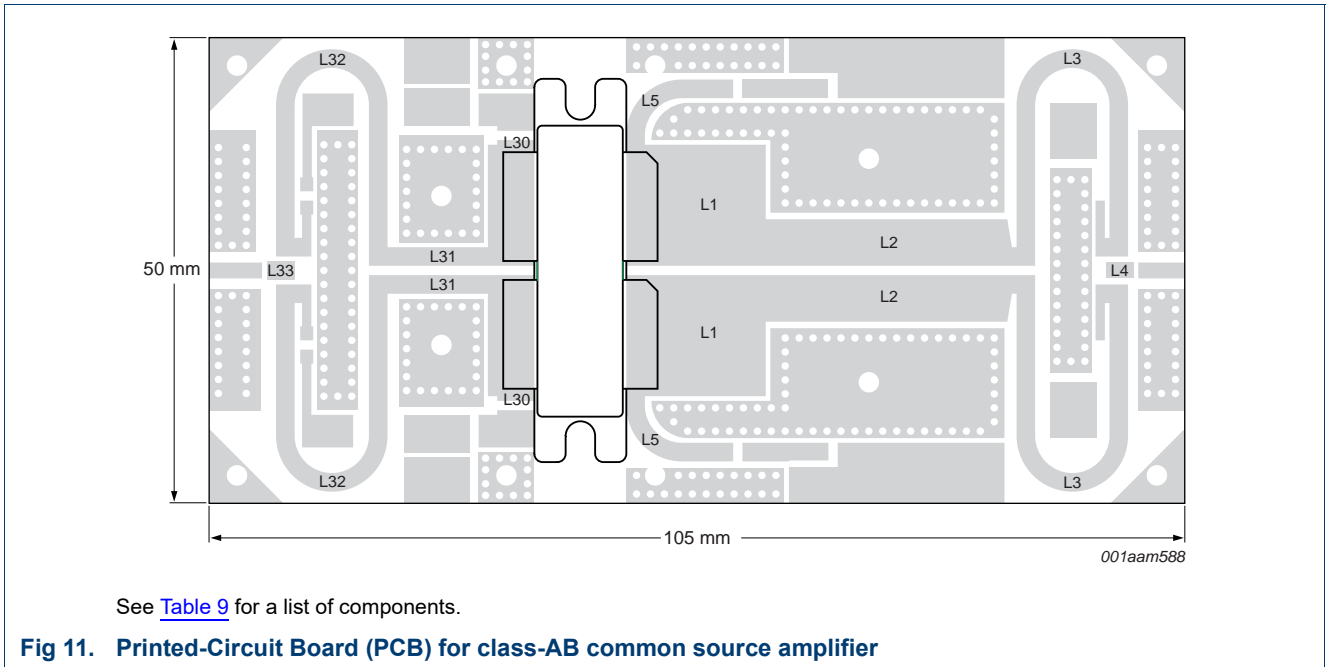 L32
L3
L5
L30
L1
L2
L31
50 mm
L33
L4
L31
L2
L1
L30
L5
L32
L3
105 mm
001aam588
See Table 9 for a list of components.
Fig 11. Printed-Circuit Board (PCB) for class-AB common source amplifier